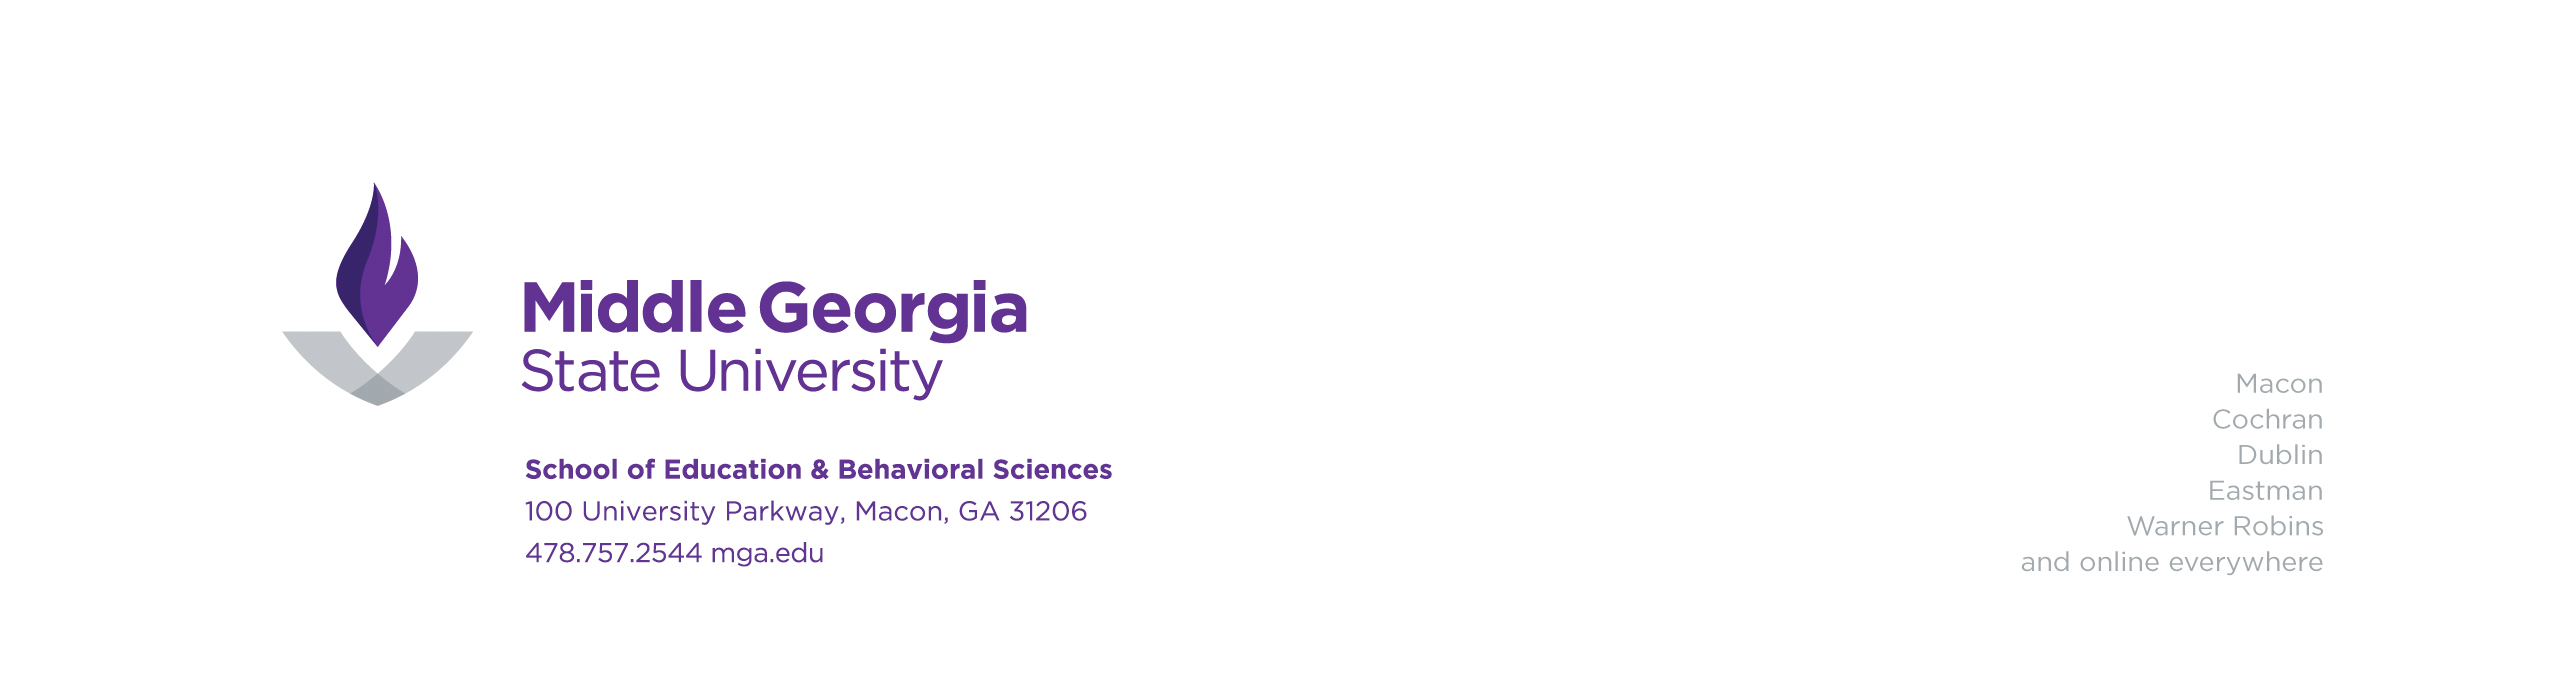 Middle Georgia
State University
School of Education & Behavioral Sciences
100 University Parkway, Macon, GA 31206
478.757.2544 mga.edu
Macon
Cochran
Dublin
Eastman
Warner Robins
and online everywhere